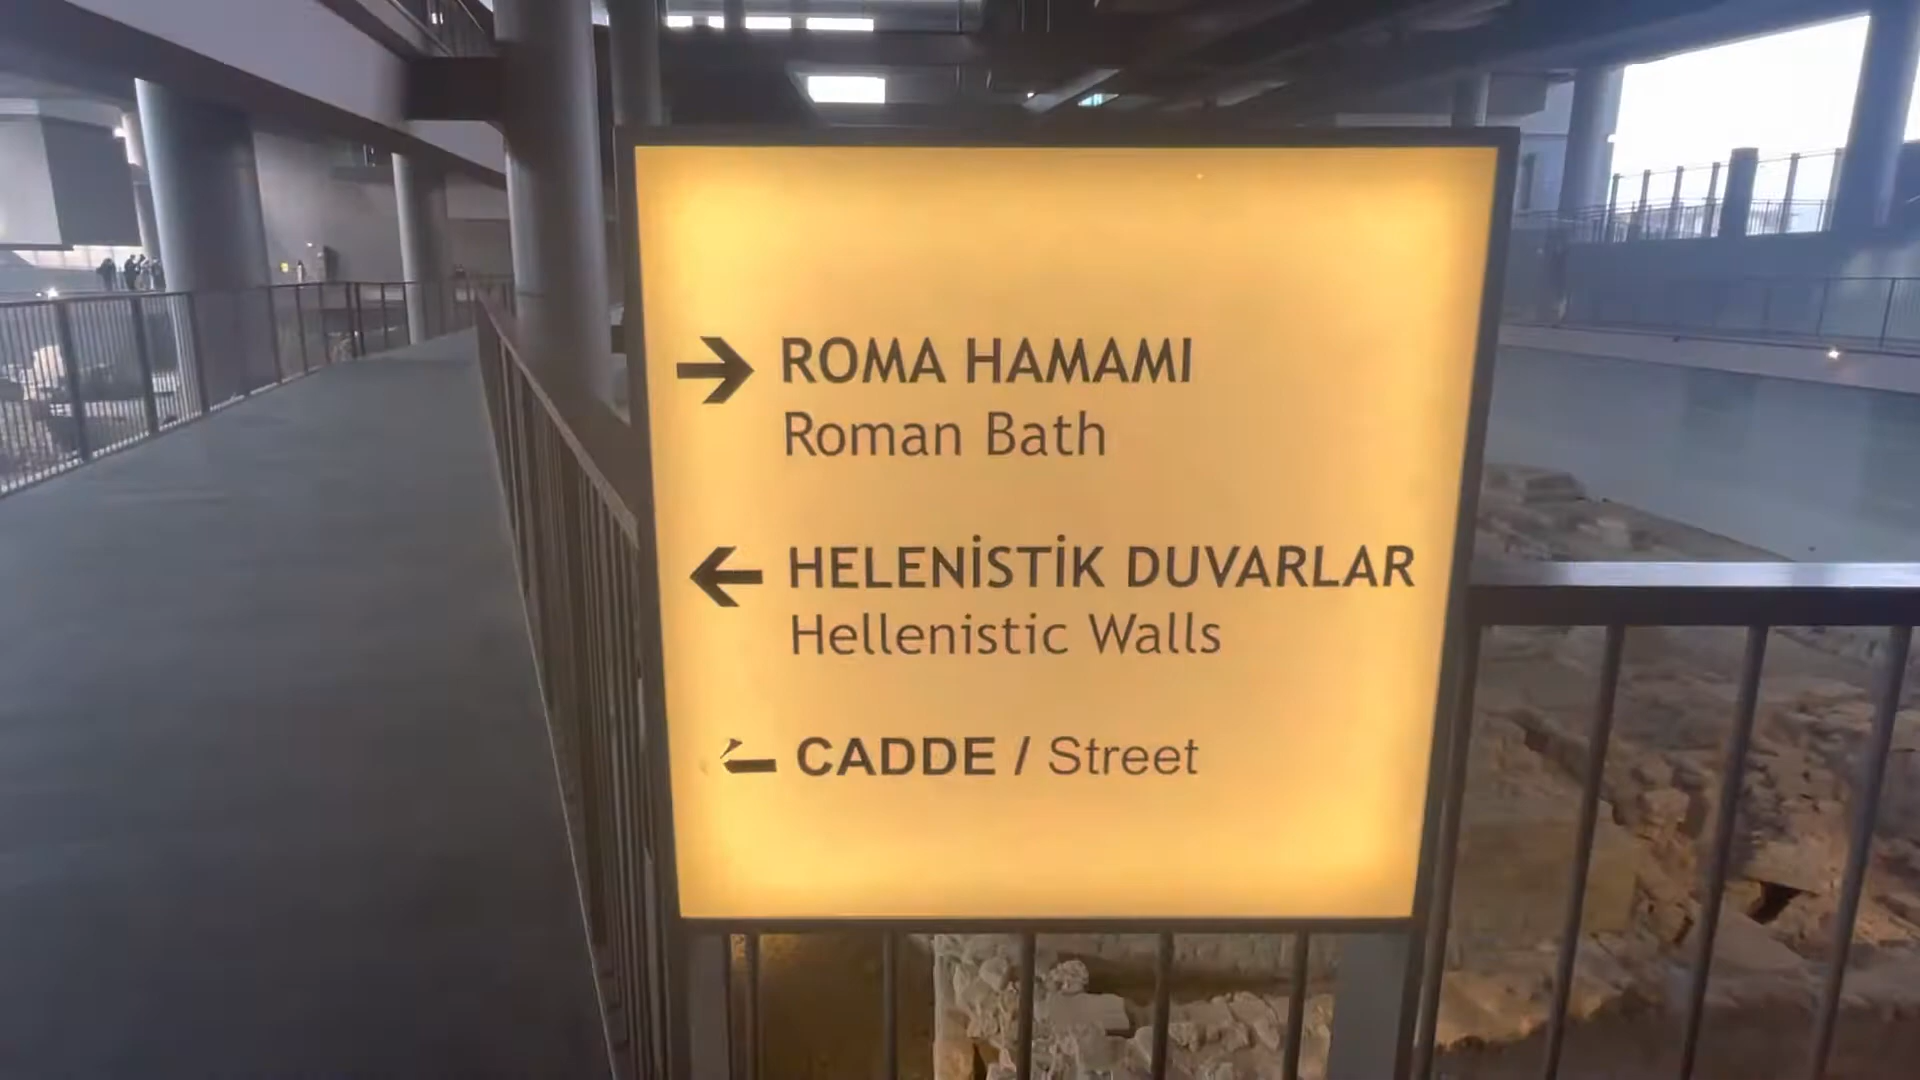 ROMA HAMAMI
Roman Bath
HELENİSTİK DUVARLAR
Hellenistic Walls
CADDE / Street